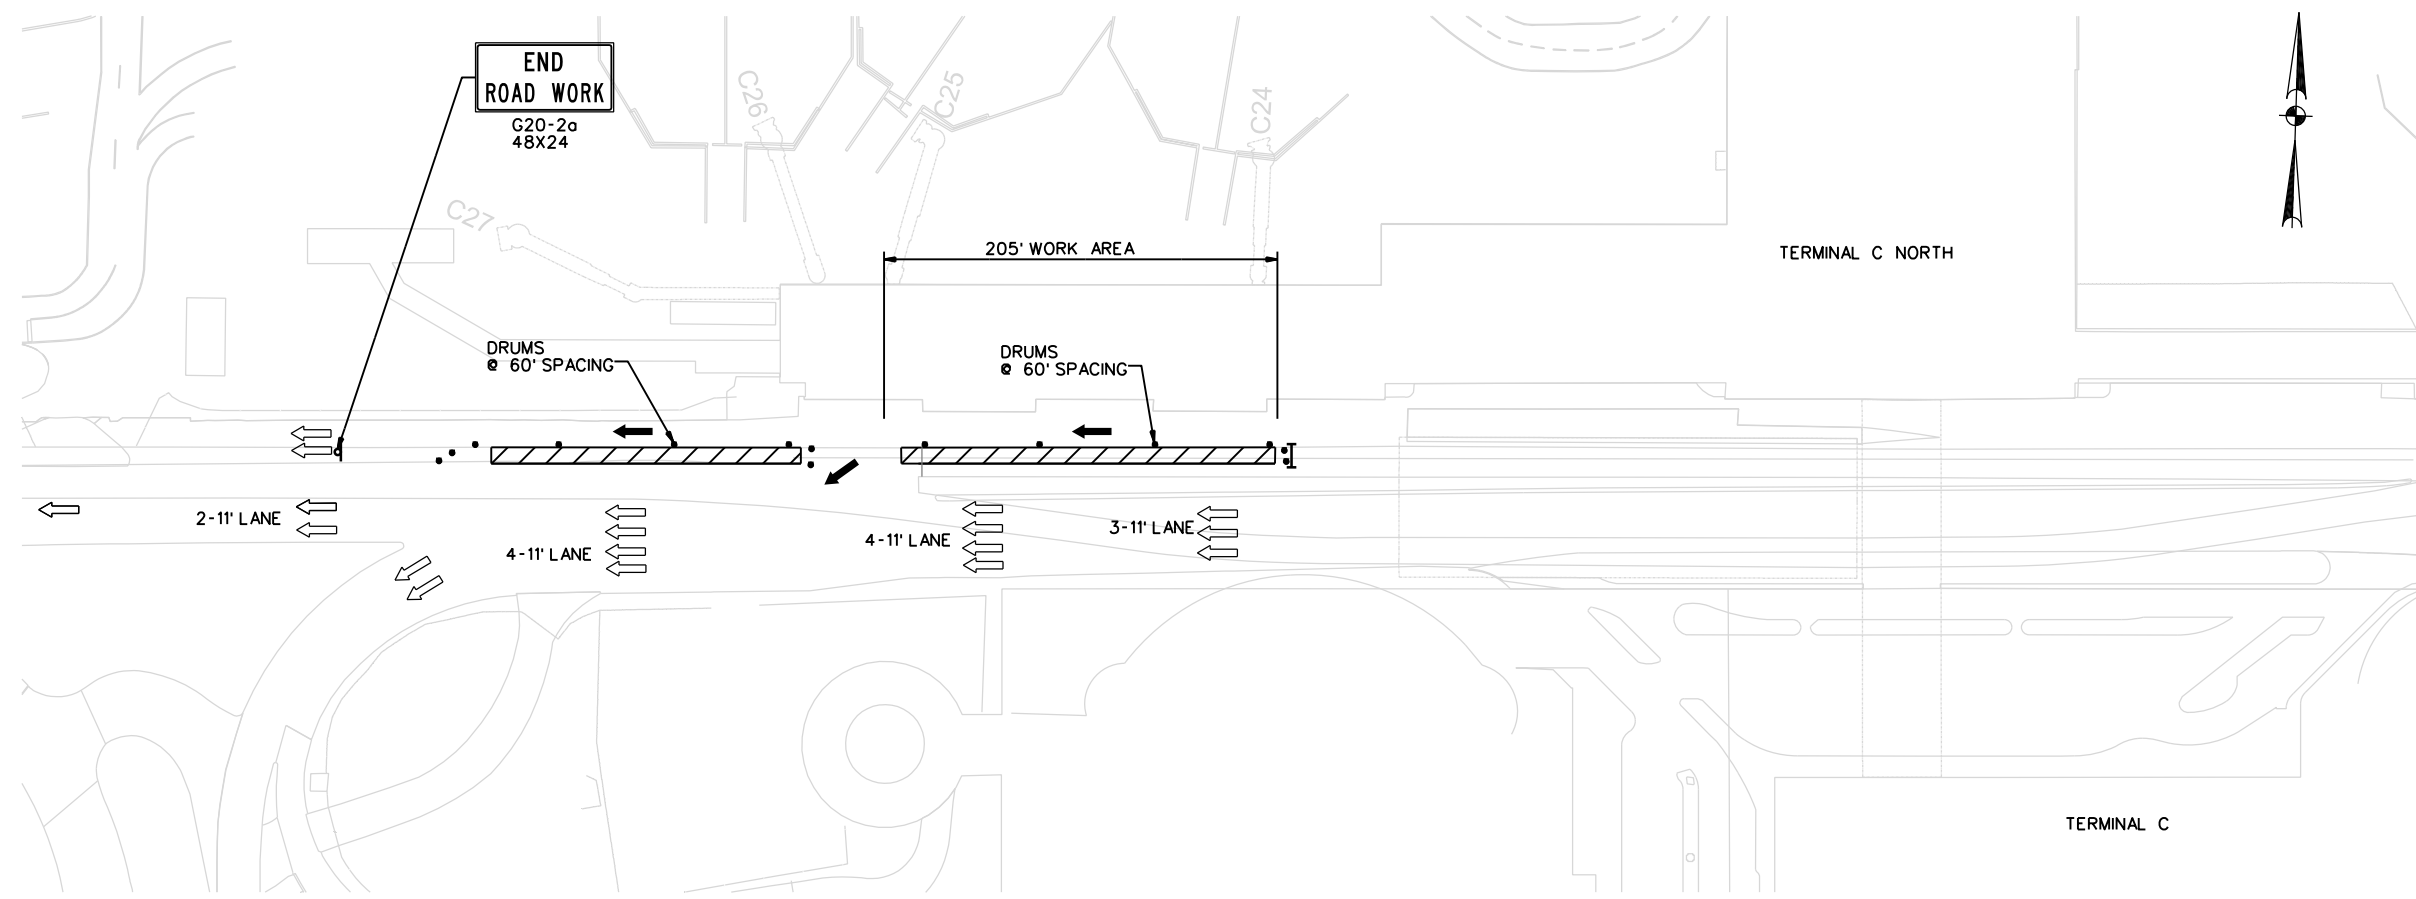 END
ROAD WORK
G20-2a
48X24
C26
C25
C24
C27
205' WORK AREA
TERMINAL C NORTH
DRUMS
@ 60' SPACING
DRUMS
@ 60' SPACING
2-11' LANE
4-11' LANE
4-11' LANE
3-11' LANE
TERMINAL C